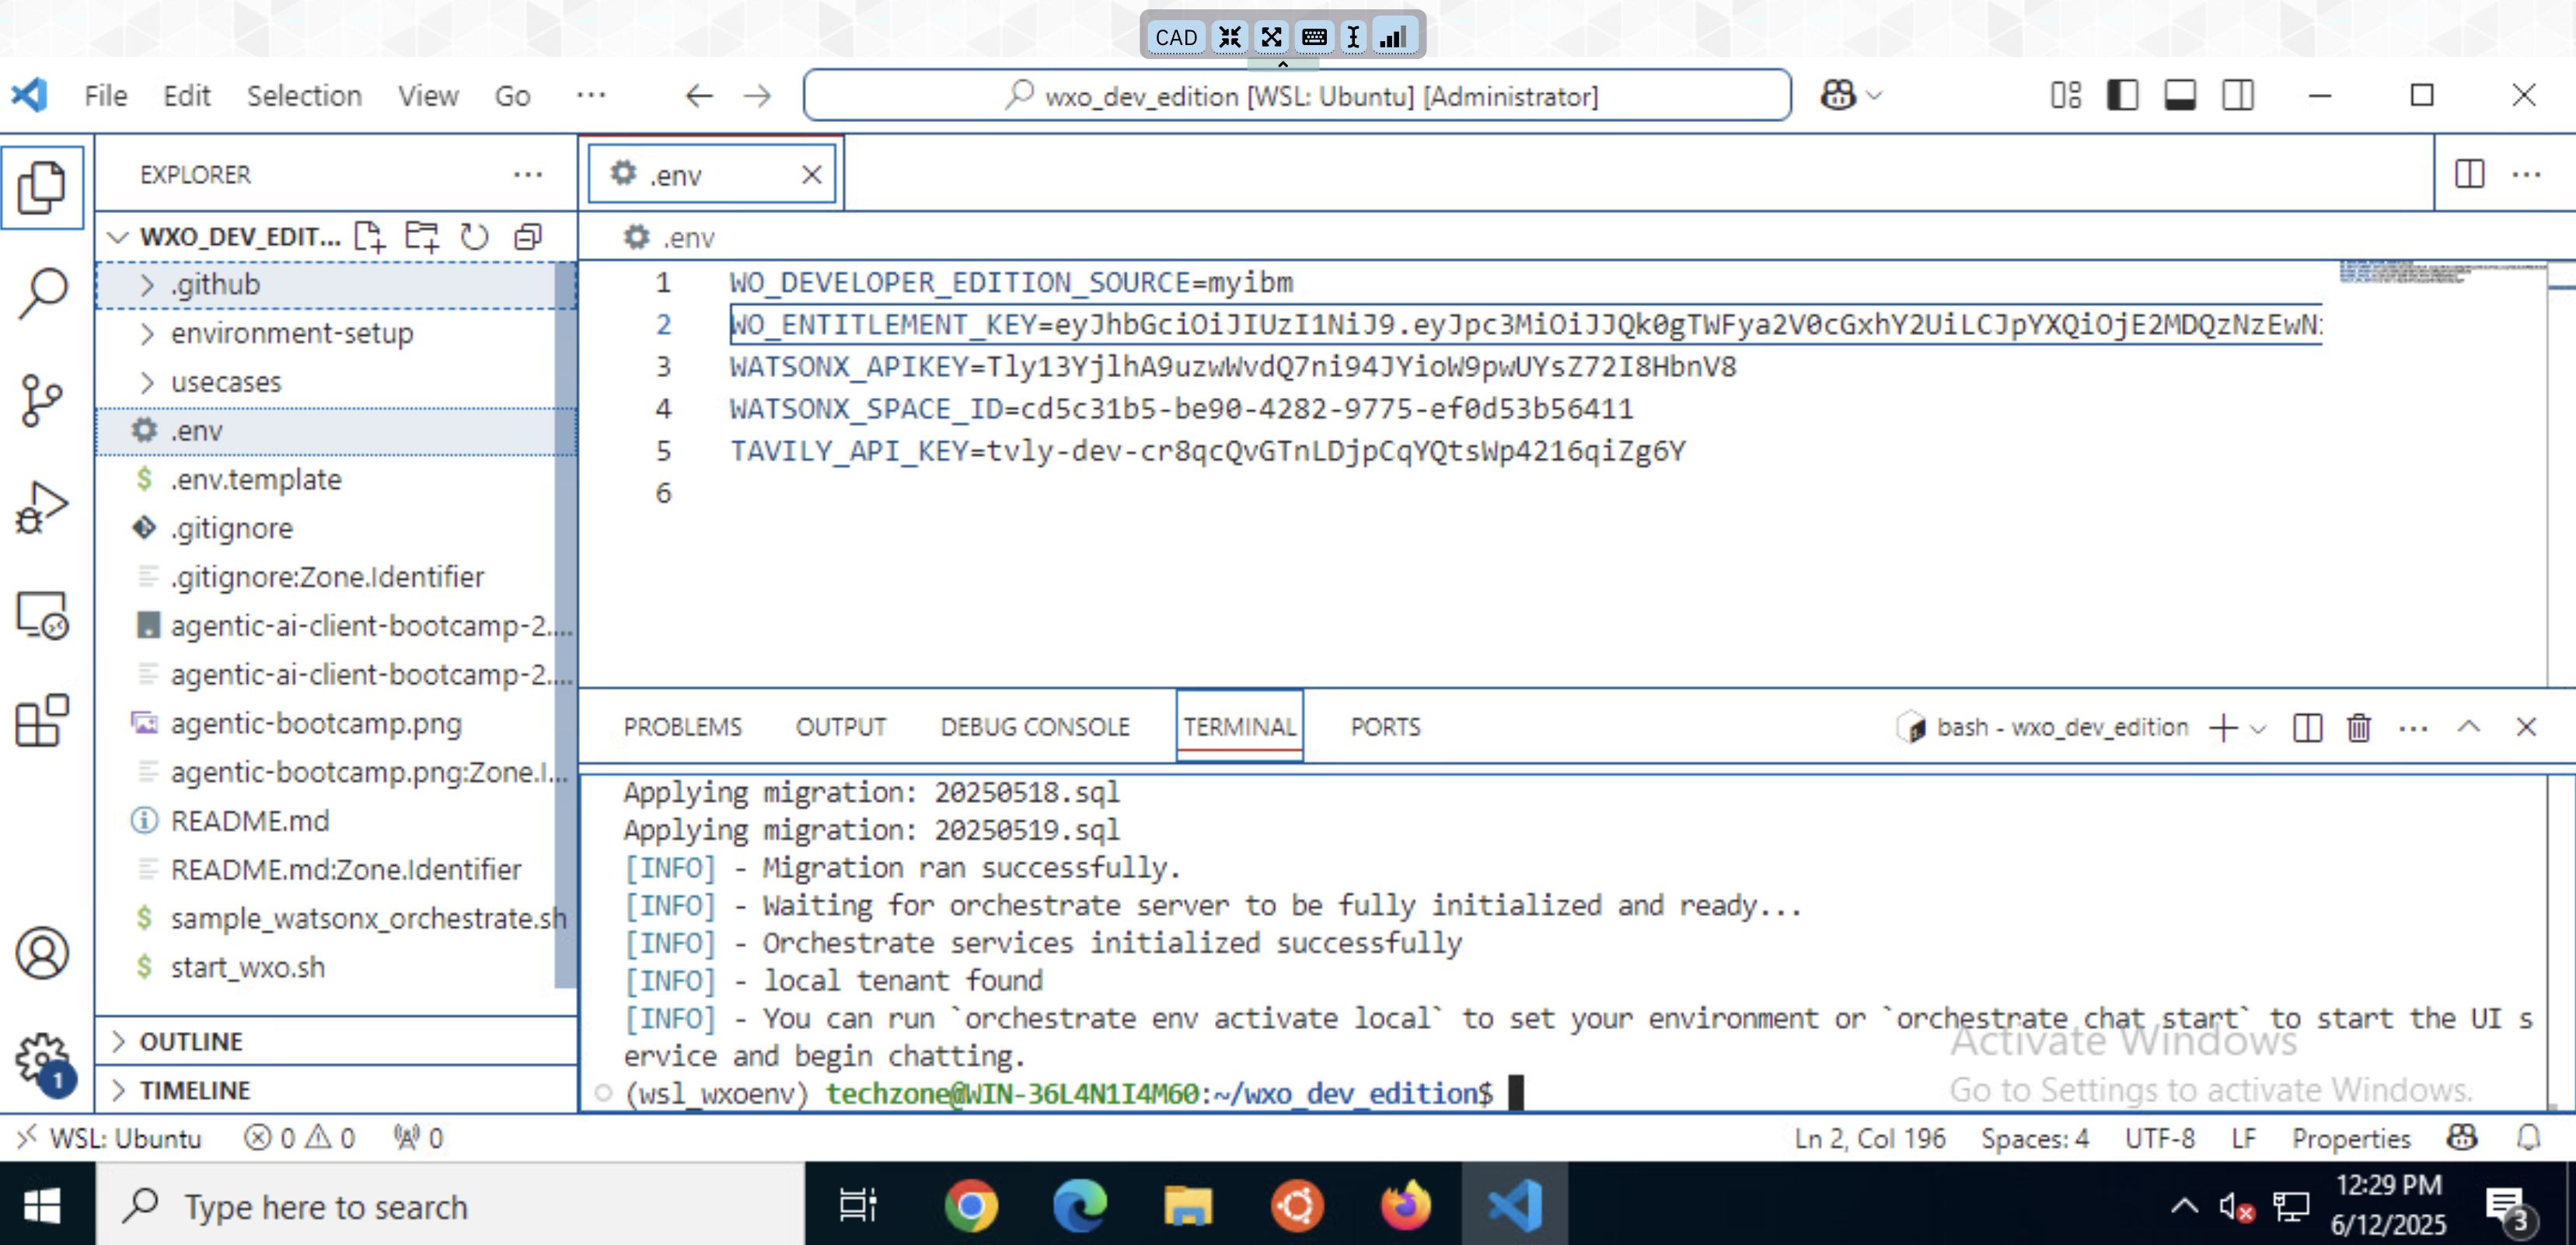 CAD
File Edit Selection View Go ...
wxo_dev_edition [WSL: Ubuntu] [Administrator]
EXPLORER
.env
WXO_DEV_EDIT...
.env
.github
environment-setup
usecases
.env
.env.template
.gitignore
.gitignore:Zone.Identifier
agentic-ai-client-bootcamp-2....
agentic-ai-client-bootcamp-2....
agentic-bootcamp.png
agentic-bootcamp.png:Zone.I...
README.md
README.md:Zone.Identifier
sample_watsonx_orchestrate.sh
start_wxo.sh
OUTLINE
TIMELINE
1 WO_DEVELOPER_EDITION_SOURCE=myibm
2 WO_ENTITLEMENT_KEY=eyJhbGciOiJIUzI1NiJ9.eyJpc3MiOiJJQk0gTWFya2V0cGxhY2UiLCJpYXQiOjE2MDQzNzEwN
3 WATSONX_APIKEY=Tly13YjlhA9uzwWvdQ7ni94JYioW9pwUYsZ72I8HbnV8
4 WATSONX_SPACE_ID=cd5c31b5-be90-4282-9775-ef0d53b56411
5 TAVILY_API_KEY=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
6
PROBLEMS OUTPUT DEBUG CONSOLE TERMINAL PORTS
bash - wxo_dev_edition
Applying migration: 20250518.sql
Applying migration: 20250519.sql
[INFO] - Migration ran successfully.
[INFO] - Waiting for orchestrate server to be fully initialized and ready...
[INFO] - Orchestrate services initialized successfully
[INFO] - local tenant found
[INFO] - You can run `orchestrate env activate local` to set your environment or `orchestrate chat start` to start the UI s
ervice and begin chatting.
(wsl_wxoenv) techzone@WIN-36L4N1I4M60:~/wxo_dev_edition$
Activate Windows
Go to Settings to activate Windows.
1
WSL: Ubuntu 0 0 0
Ln 2, Col 196 Spaces: 4 UTF-8 LF Properties
Type here to search
12:29 PM
6/12/2025
3